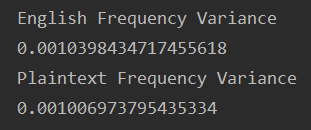 English Frequency Variance
0.0010398434717455618
Plaintext Frequency Variance
0.001006973795435334